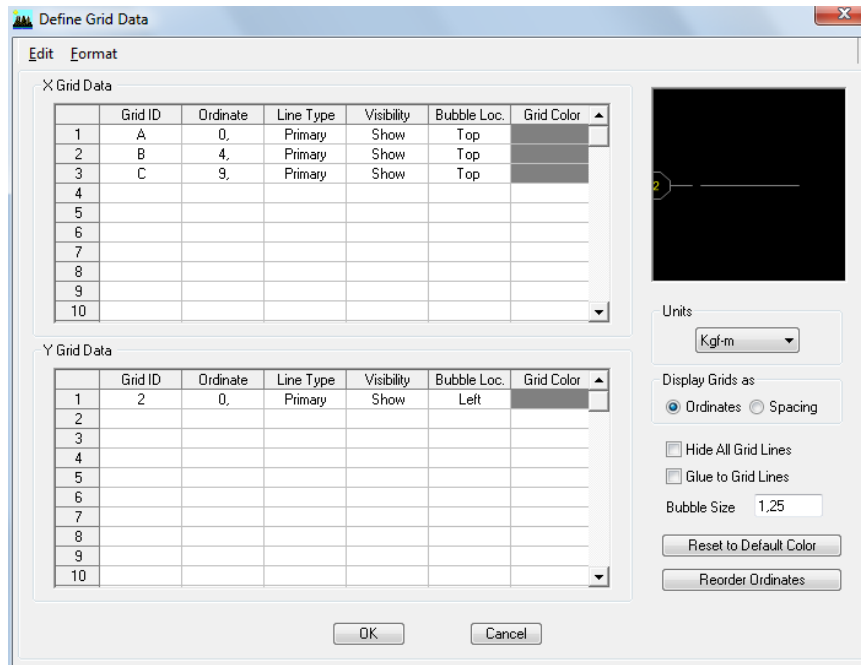 Define Grid Data
Edit Format
X Grid Data
Grid ID Ordinate Line Type Visibility Bubble Loc. Grid Color
1 A 0, Primary Show Top
2 B 4, Primary Show Top
3 C 9, Primary Show Top
4
5
6
7
8
9
10
2
Units
Kgf-m
Y Grid Data
Grid ID Ordinate Line Type Visibility Bubble Loc. Grid Color
1 2 0, Primary Show Left
2
3
4
5
6
7
8
9
10
Display Grids as
Ordinates Spacing
Hide All Grid Lines
Glue to Grid Lines
Bubble Size 1,25
Reset to Default Color
Reorder Ordinates
OK Cancel